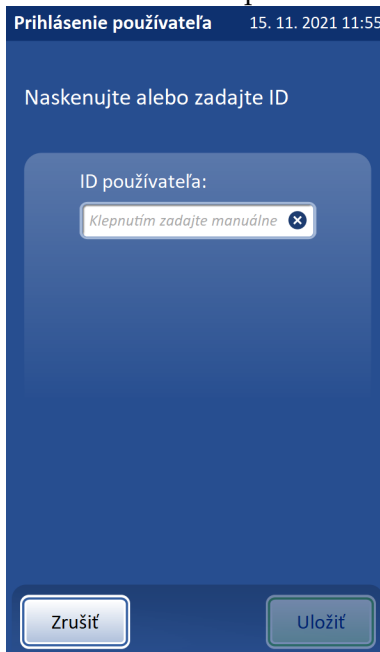 Prihlásenie používateľa 15. 11. 2021 11:55
Naskenujte alebo zadajte ID
ID používateľa:
Klepnutím zadajte manuálne
Zrušiť Uložiť